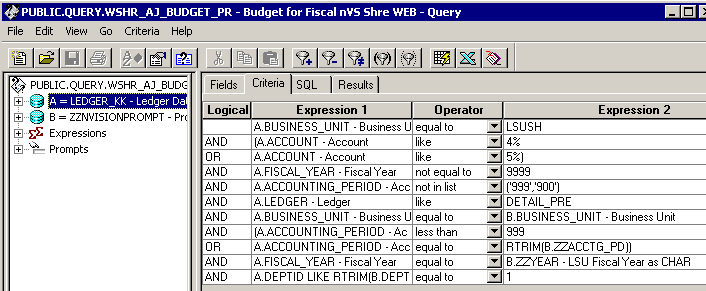 PUBLIC.QUERY.WSHR_AJ_BUDGET_PR - Budget for Fiscal nVS Shre WEB - Query
File Edit View Go Criteria Help
PUBLIC.QUERY.WSHR_AJ_BUDG
A = LEDGER_KK - Ledger Dat
B = ZZNVISIONPROMPT - Pro
Expressions
Prompts
Fields Criteria SQL Results
Logical Expression 1 Operator Expression 2
A.BUSINESS_UNIT - Business U equal to LSUSH
AND (A.ACCOUNT - Account like 4%
OR A.ACCOUNT - Account like 5%)
AND A.FISCAL_YEAR - Fiscal Year not equal to 9999
AND A.ACCOUNTING_PERIOD - Acc not in list ('999','900')
AND A.LEDGER - Ledger like DETAIL_PRE
AND A.BUSINESS_UNIT - Business U equal to B.BUSINESS_UNIT - Business Unit
AND (A.ACCOUNTING_PERIOD - Ac less than 999
OR A.ACCOUNTING_PERIOD - Acc equal to RTRIM(B.ZZACCTG_PD))
AND A.FISCAL_YEAR - Fiscal Year equal to B.ZZYEAR - LSU Fiscal Year as CHAR
AND A.DEPTID LIKE RTRIM(B.DEPT equal to 1